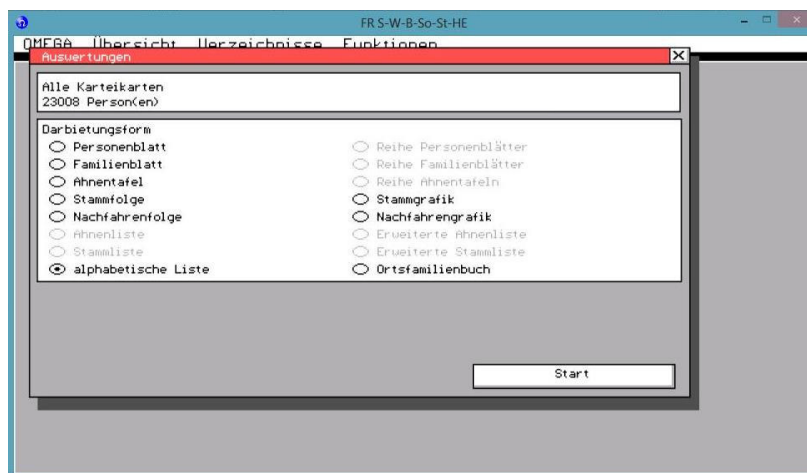 FR S-W-B-So-St-HE
OMEGA Übersicht Verzeichnisse Funktionen
Auswertungen
Alle Karteikarten
23008 Person(en)
Darbietungsform
Personenblatt Reihe Personenblätter
Familienblatt Reihe Familienblätter
Ahnentafel Reihe Ahnentafeln
Stammfolge Stammgrafik
Nachfahrenfolge Nachfahrengrafik
Ahnenliste Erweiterte Ahnenliste
Stammliste Erweiterte Stammliste
alphabetische Liste Ortsfamilienbuch
Start